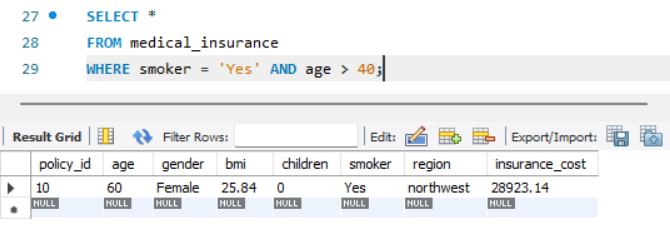 27 SELECT *
28 FROM medical_insurance
29 WHERE smoker = 'Yes' AND age > 40;
Result Grid Filter Rows: Edit: Export/Import:
policy_id age gender bmi children smoker region insurance_cost
10 60 Female 25.84 0 Yes northwest 28923.14
NULL NULL NULL NULL NULL NULL NULL NULL